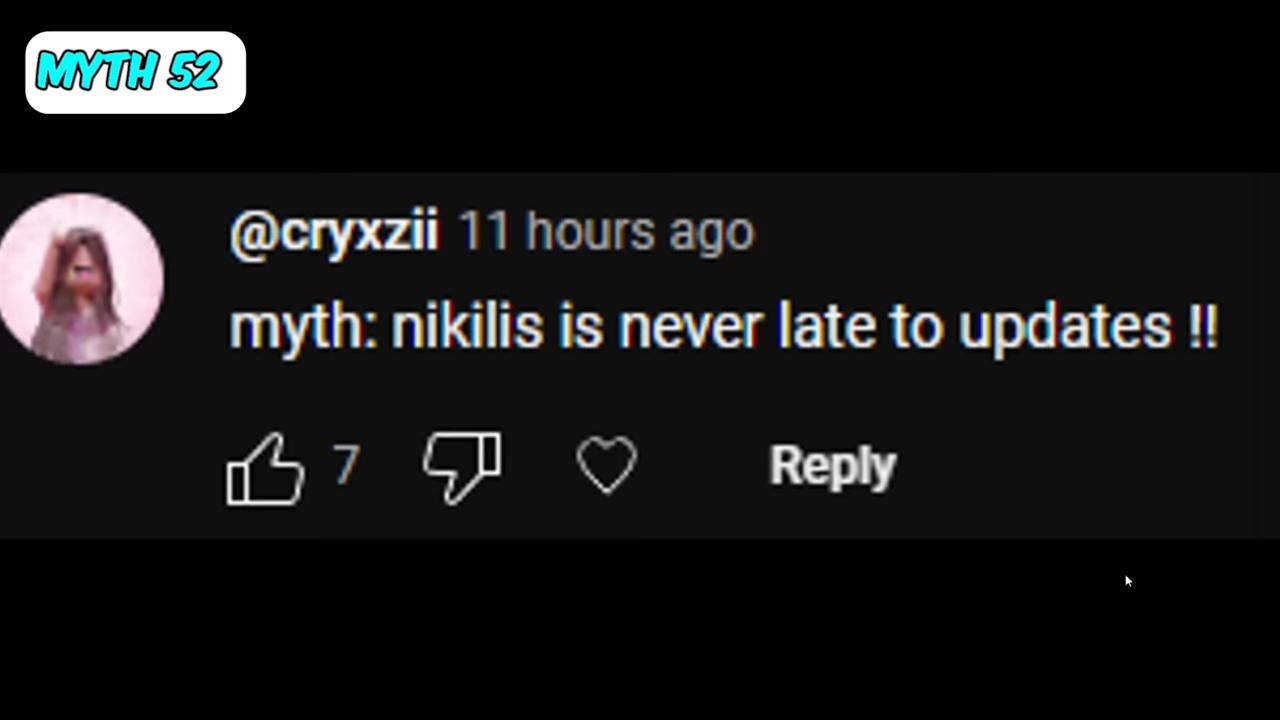 MYTH 52
@cryxzii 11 hours ago
myth: nikilis is never late to updates !!
7 Reply